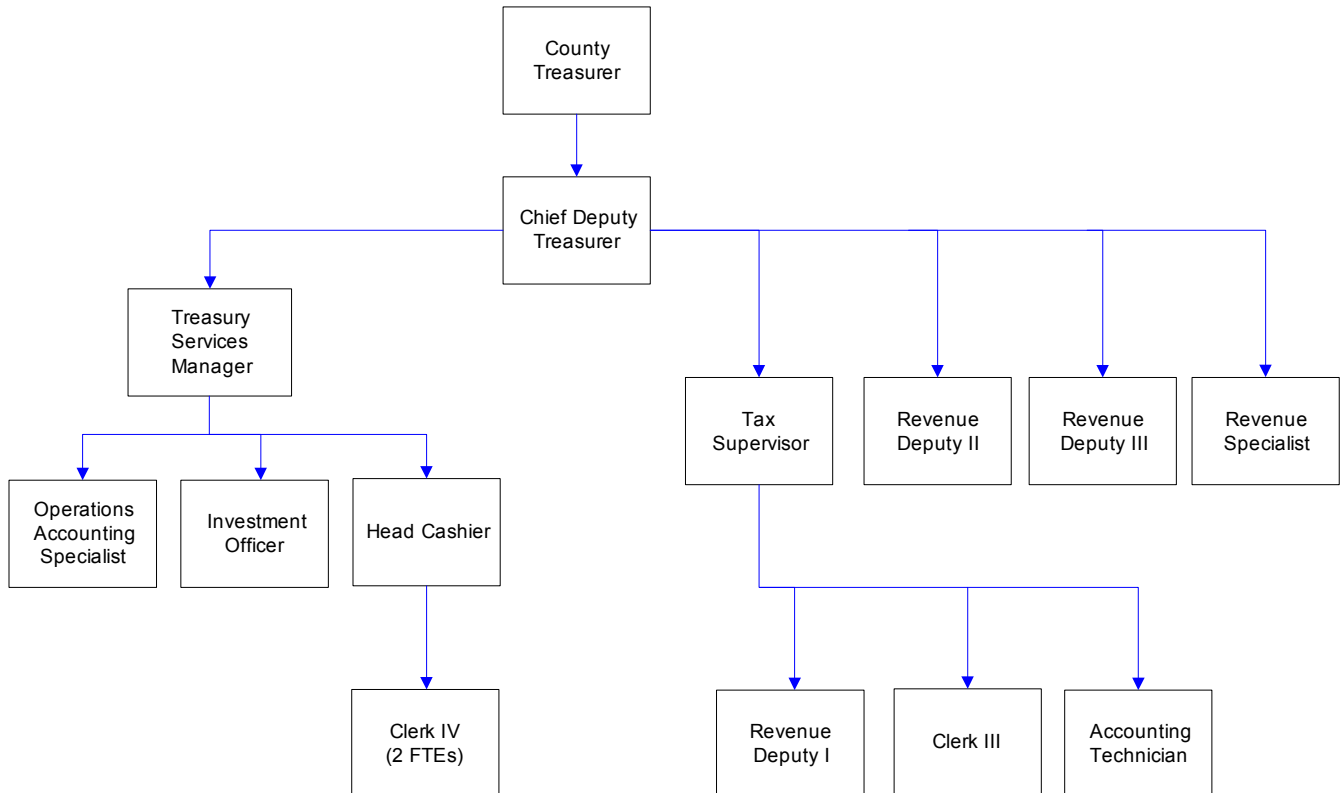 County
Treasurer
Chief Deputy
Treasurer
Treasury
Services
Manager
Tax
Supervisor
Revenue
Deputy II
Revenue
Deputy III
Revenue
Specialist
Operations
Accounting
Specialist
Investment
Officer
Head Cashier
Clerk IV
(2 FTEs)
Revenue
Deputy I
Clerk III
Accounting
Technician